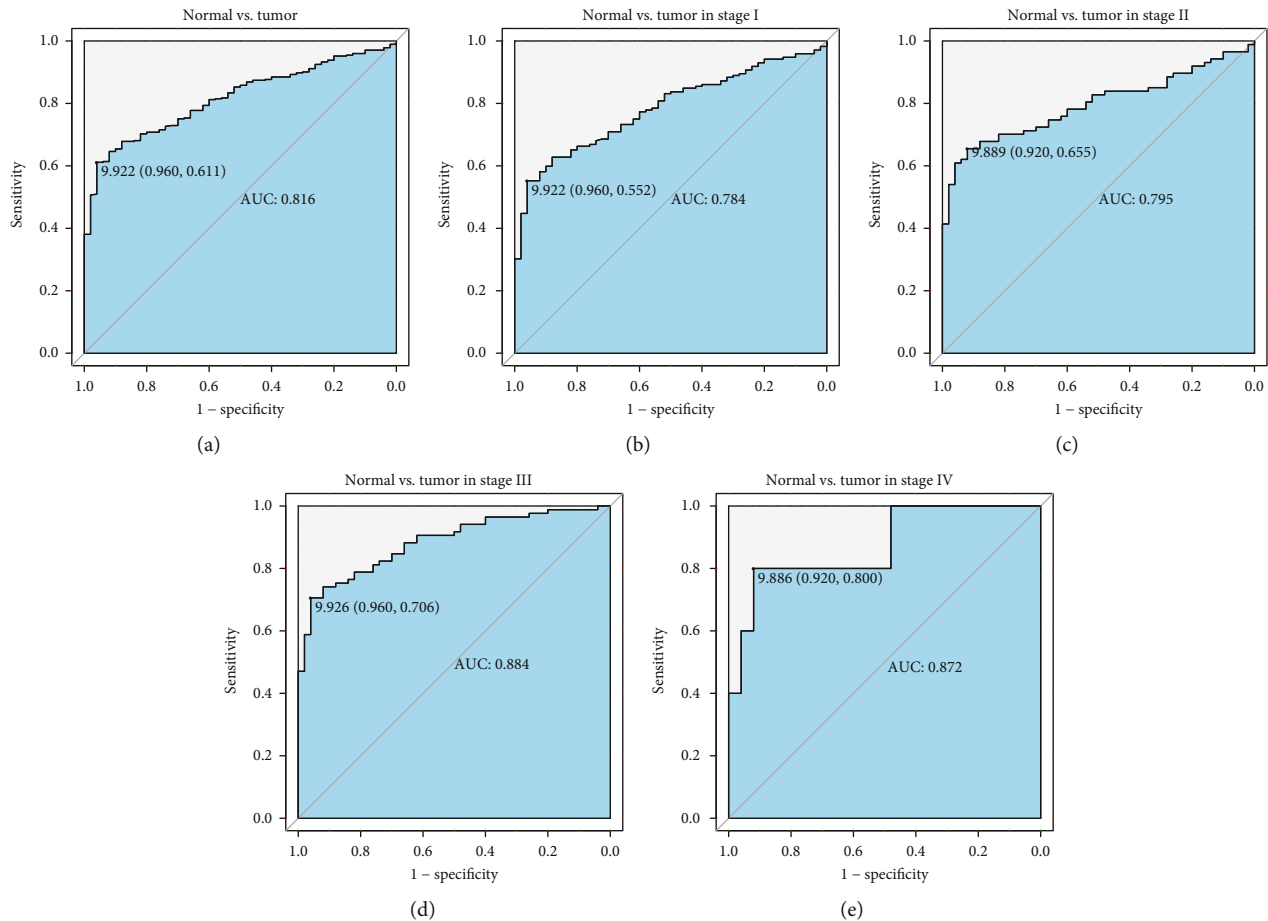 Normal vs. tumor
1.0
0.8
0.6
0.4
0.2
0.0
Sensitivity
9.922 (0.960, 0.611)
AUC: 0.816
1.0 0.8 0.6 0.4 0.2 0.0
1 − specificity
(a)
Normal vs. tumor in stage I
1.0
0.8
0.6
0.4
0.2
0.0
Sensitivity
9.922 (0.960, 0.552)
AUC: 0.784
1.0 0.8 0.6 0.4 0.2 0.0
1 − specificity
(b)
Normal vs. tumor in stage II
1.0
0.8
0.6
0.4
0.2
0.0
Sensitivity
9.889 (0.920, 0.655)
AUC: 0.795
1.0 0.8 0.6 0.4 0.2 0.0
1 − specificity
(c)
Normal vs. tumor in stage III
1.0
0.8
0.6
0.4
0.2
0.0
Sensitivity
9.926 (0.960, 0.706)
AUC: 0.884
1.0 0.8 0.6 0.4 0.2 0.0
1 − specificity
(d)
Normal vs. tumor in stage IV
1.0
0.8
0.6
0.4
0.2
0.0
Sensitivity
9.886 (0.920, 0.800)
AUC: 0.872
1.0 0.8 0.6 0.4 0.2 0.0
1 − specificity
(e)